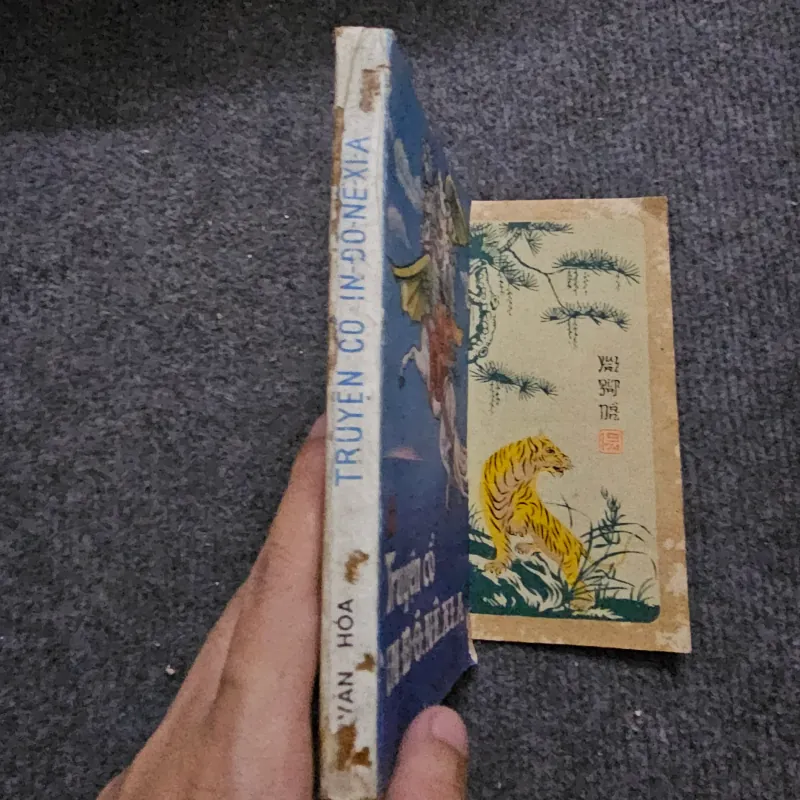 TRUYỆN CỔ IN-ĐÔ-NÊ-XI-A
VĂN HÓA
Truyện cổ
IN ĐÔ NÊ XI A